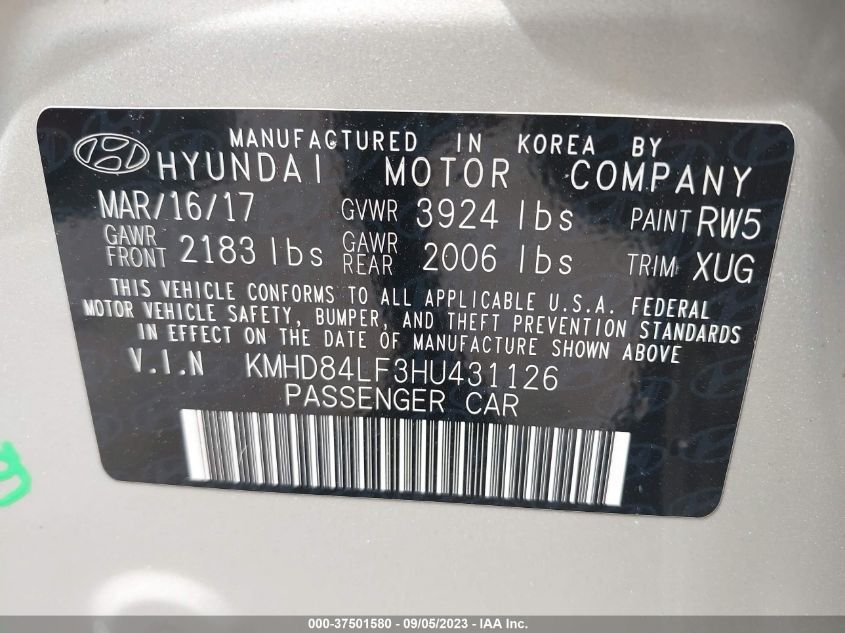 MANUFACTURED IN KOREA BY
HYUNDAI MOTOR COMPANY
MAR/16/17 GVWR 3924 lbs PAINT RW5
GAWR FRONT 2183 lbs GAWR REAR 2006 lbs TRIM XUG
THIS VEHICLE CONFORMS TO ALL APPLICABLE U.S.A. FEDERAL
MOTOR VEHICLE SAFETY, BUMPER, AND THEFT PREVENTION STANDARDS
IN EFFECT ON THE DATE OF MANUFACTURE SHOWN ABOVE
V.I.N KMHD84LF3HU431126
PASSENGER CAR
000-37501580 - 09/05/2023 - IAA Inc.